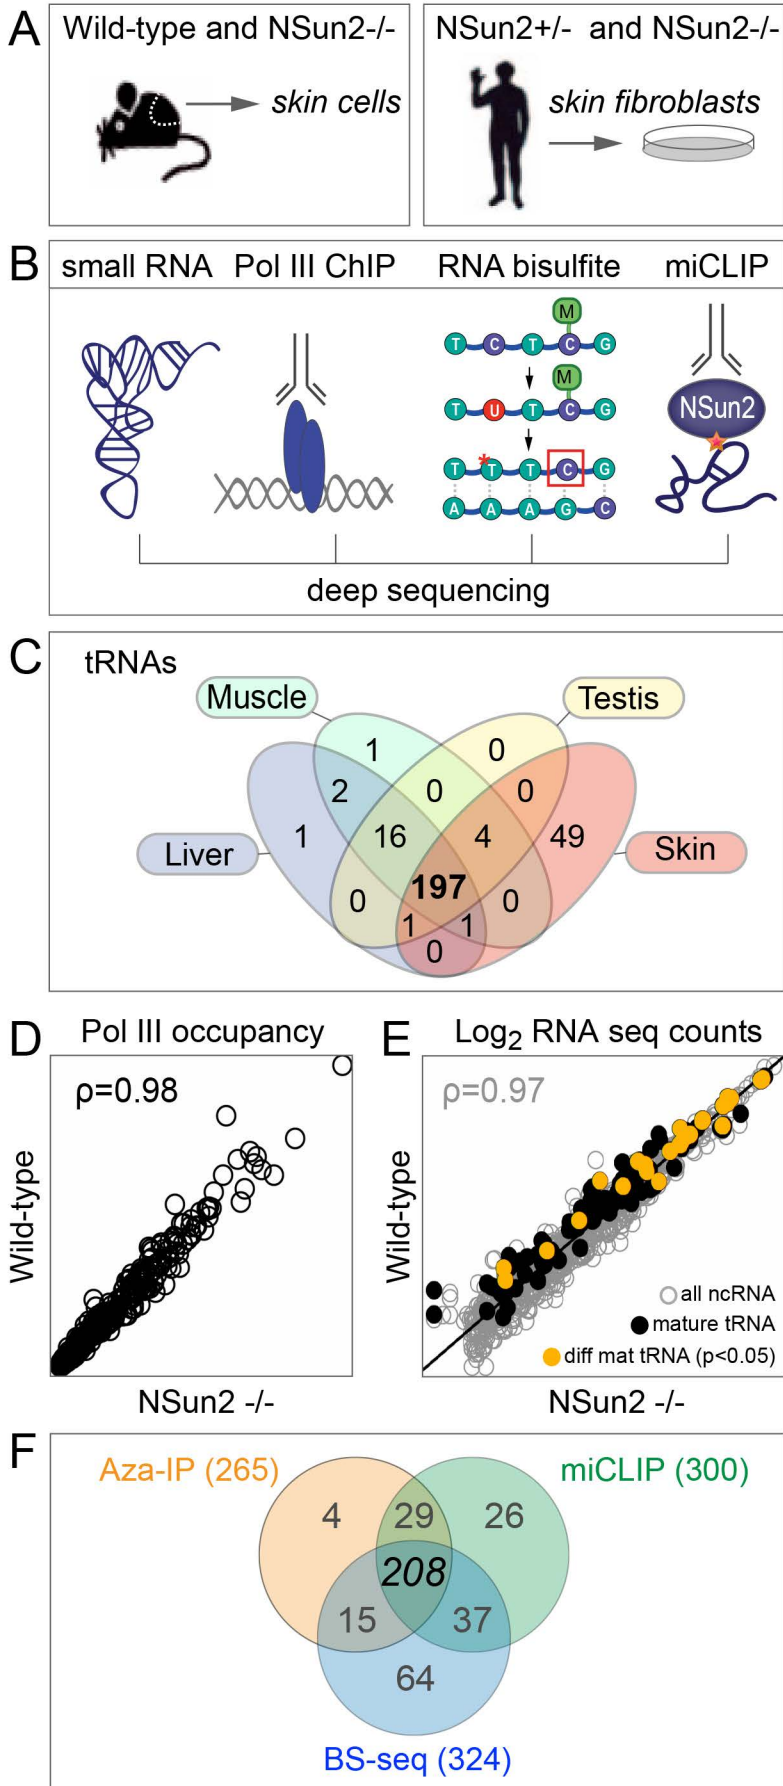 A
Wild-type and NSun2-/-
skin cells
NSun2+/- and NSun2-/-
skin fibroblasts
B
small RNA
Pol III ChIP
RNA bisulfite
miCLIP
M
T C T C G
M
T U T C G
* T T T C G
A A A G C
NSun2
deep sequencing
C
tRNAs
Muscle
Testis
Liver
Skin
1
0
2
0
0
1
16
4
49
197
0
0
1
1
0
D
Pol III occupancy
ρ=0.98
Wild-type
NSun2 -/-
E
Log2 RNA seq counts
ρ=0.97
Wild-type
all ncRNA
mature tRNA
diff mat tRNA (p<0.05)
NSun2 -/-
F
Aza-IP (265)
miCLIP (300)
4
29
26
208
15
37
64
BS-seq (324)